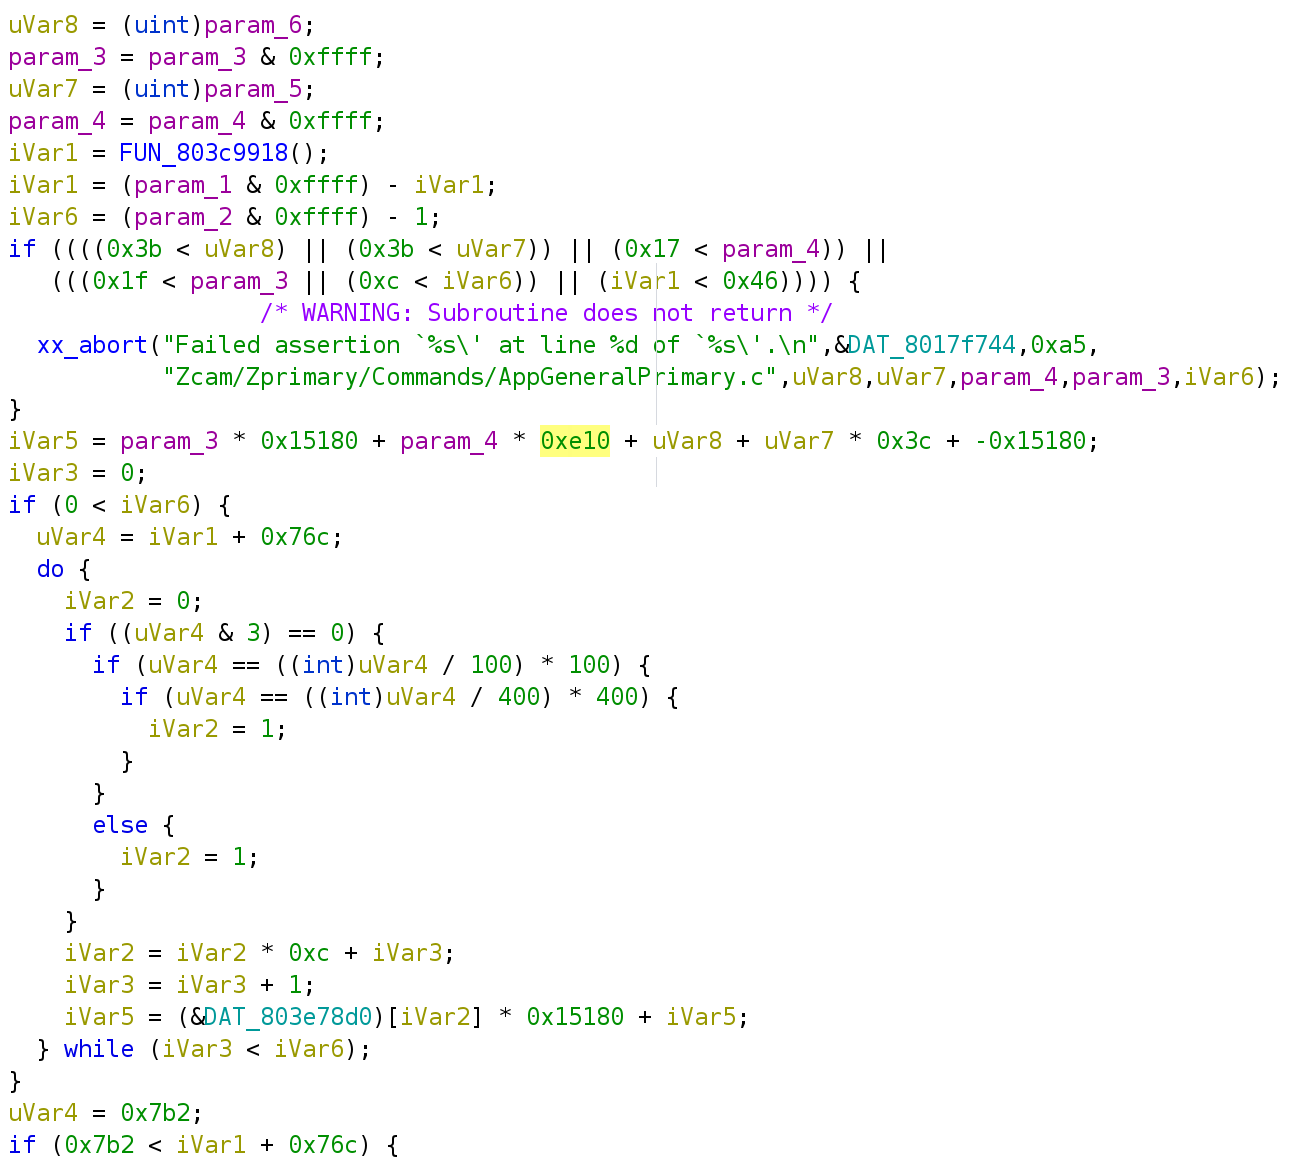 uVar8 = (uint)param_6;
param_3 = param_3 & 0xffff;
uVar7 = (uint)param_5;
param_4 = param_4 & 0xffff;
iVar1 = FUN_803c9918();
iVar1 = (param_1 & 0xffff) - iVar1;
iVar6 = (param_2 & 0xffff) - 1;
if ((((0x3b < uVar8) || (0x3b < uVar7)) || (0x17 < param_4)) ||
   (((0x1f < param_3 || (0xc < iVar6)) || (iVar1 < 0x46)))) {
                  /* WARNING: Subroutine does not return */
  xx_abort("Failed assertion `%s\' at line %d of `%s\'.\n",&DAT_8017f744,0xa5,
           "Zcam/Zprimary/Commands/AppGeneralPrimary.c",uVar8,uVar7,param_4,param_3,iVar6);
}
iVar5 = param_3 * 0x15180 + param_4 * 0xe10 + uVar8 + uVar7 * 0x3c + -0x15180;
iVar3 = 0;
if (0 < iVar6) {
  uVar4 = iVar1 + 0x76c;
  do {
    iVar2 = 0;
    if ((uVar4 & 3) == 0) {
      if (uVar4 == ((int)uVar4 / 100) * 100) {
        if (uVar4 == ((int)uVar4 / 400) * 400) {
          iVar2 = 1;
        }
      }
      else {
        iVar2 = 1;
      }
    }
    iVar2 = iVar2 * 0xc + iVar3;
    iVar3 = iVar3 + 1;
    iVar5 = (&DAT_803e78d0)[iVar2] * 0x15180 + iVar5;
  } while (iVar3 < iVar6);
}
uVar4 = 0x7b2;
if (0x7b2 < iVar1 + 0x76c) {